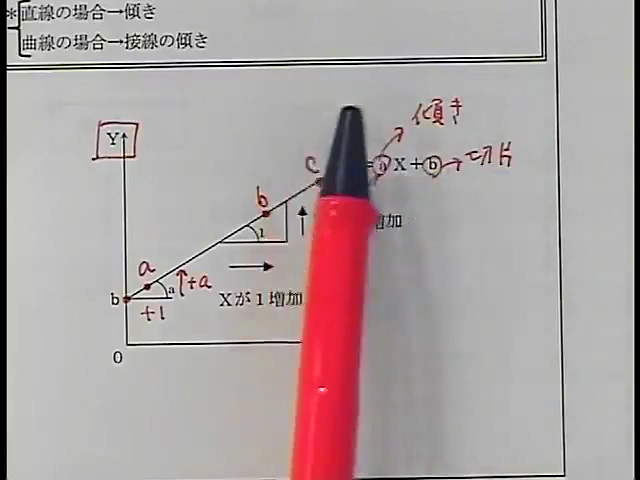 *直線の場合→傾き
曲線の場合→接線の傾き
傾き
Y
c
=aX+b→切片
b
1
増加
a
a
+a
b
+1
Xが1増加
0